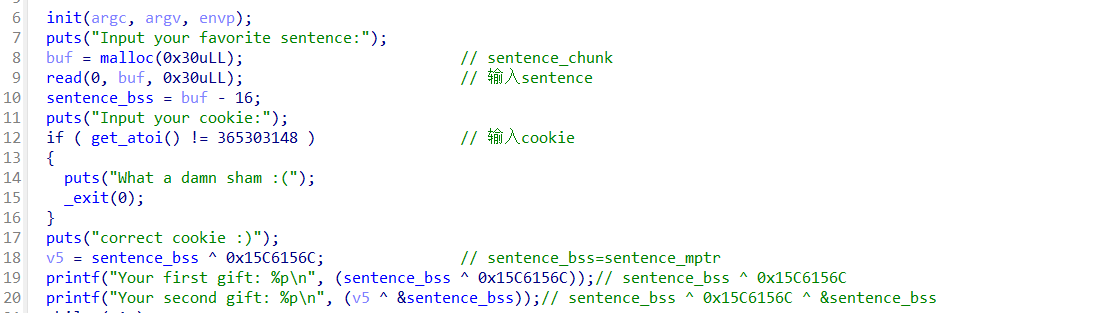 6 init(argc, argv, envp);
7 puts("Input your favorite sentence:");
8 buf = malloc(0x30uLL); // sentence_chunk
9 read(0, buf, 0x30uLL); // 输入sentence
10 sentence_bss = buf - 16;
11 puts("Input your cookie:");
12 if ( get_atoi() != 365303148 ) // 输入cookie
13 {
14 puts("What a damn sham :(");
15 _exit(0);
16 }
17 puts("correct cookie :)");
18 v5 = sentence_bss ^ 0x15C6156C; // sentence_bss=sentence_mptr
19 printf("Your first gift: %p\n", (sentence_bss ^ 0x15C6156C));// sentence_bss ^ 0x15C6156C
20 printf("Your second gift: %p\n", (v5 ^ &sentence_bss));// sentence_bss ^ 0x15C6156C ^ &sentence_bss